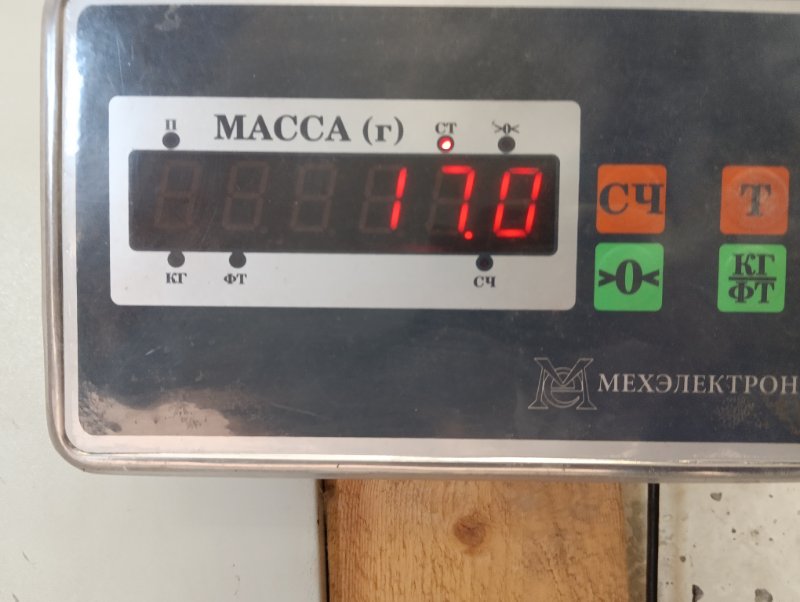 П МАССА (г) СТ >0<
17.0
КГ ФТ СЧ
СЧ Т
>0< КГ/ФТ
МЕХЭЛЕКТРОН